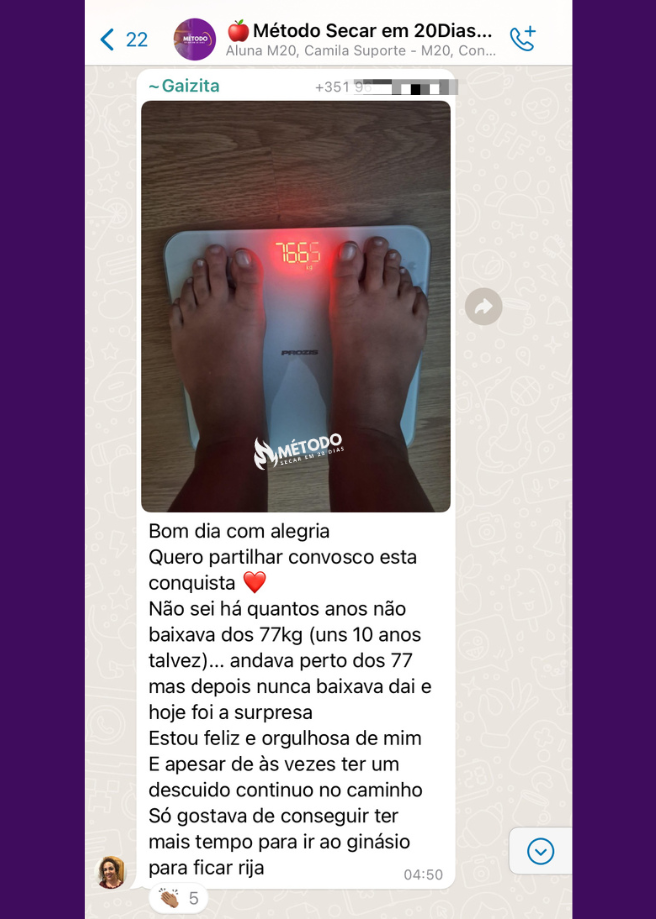 22
Método Secar em 20Dias...
Aluna M20, Camila Suporte - M20, Con...
MÉTODO
~Gaizita
+351 9
7665
kg
PROZIS
MÉTODO
SECAR EM 20 DIAS
Bom dia com alegria
Quero partilhar convosco esta
conquista ❤️
Não sei há quantos anos não
baixava dos 77kg (uns 10 anos
talvez)... andava perto dos 77
mas depois nunca baixava dai e
hoje foi a surpresa
Estou feliz e orgulhosa de mim
E apesar de às vezes ter um
descuido continuo no caminho
Só gostava de conseguir ter
mais tempo para ir ao ginásio
para ficar rija
04:50
5